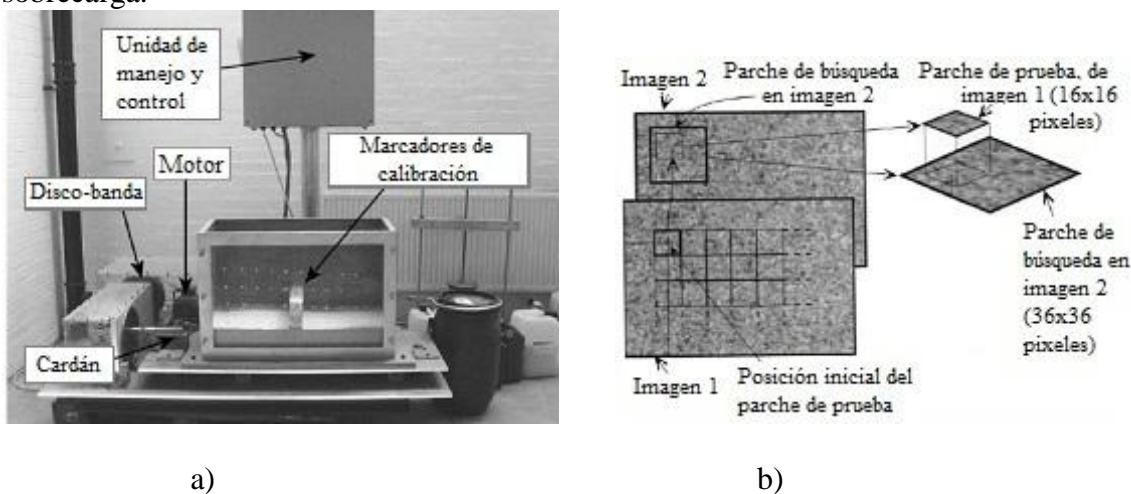 sobrecarga.
Unidad de
manejo y
control
Marcadores de
calibración
Motor
Disco-banda
Cardán
Imagen 2
Parche de búsqueda
en imagen 2
Parche de prueba, de
imagen 1 (16x16
pixeles)
Parche de
búsqueda en
imagen 2
(36x36
pixeles)
Imagen 1
Posición inicial del
parche de prueba
a)
b)